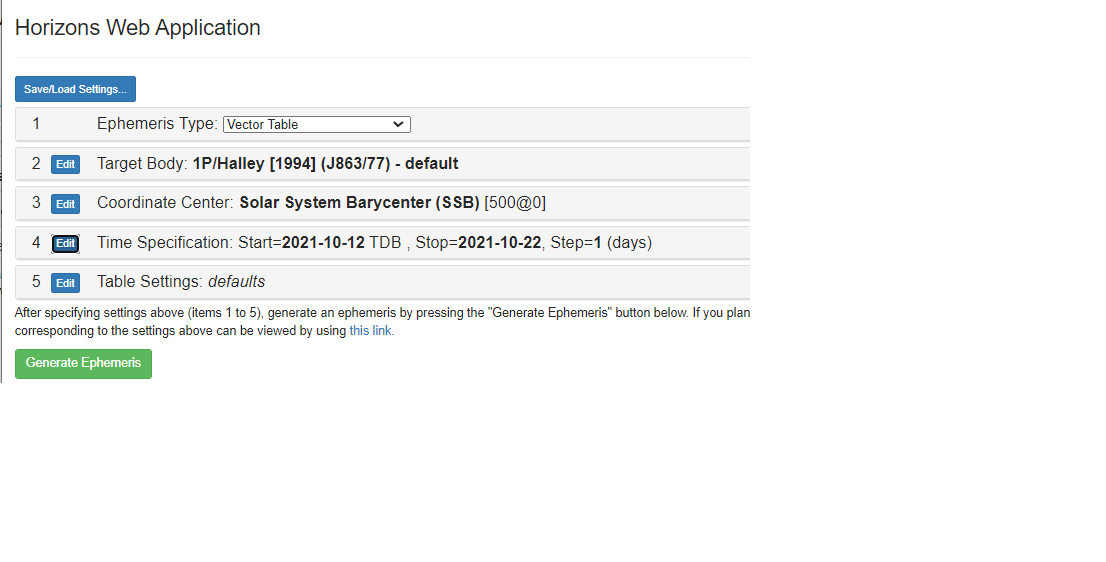 Horizons Web Application
Save/Load Settings...
1 Ephemeris Type: Vector Table
2 Edit Target Body: 1P/Halley [1994] (J863/77) - default
3 Edit Coordinate Center: Solar System Barycenter (SSB) [500@0]
4 Edit Time Specification: Start=2021-10-12 TDB , Stop=2021-10-22, Step=1 (days)
5 Edit Table Settings: defaults
After specifying settings above (items 1 to 5), generate an ephemeris by pressing the "Generate Ephemeris" button below. If you plan
corresponding to the settings above can be viewed by using this link.
Generate Ephemeris